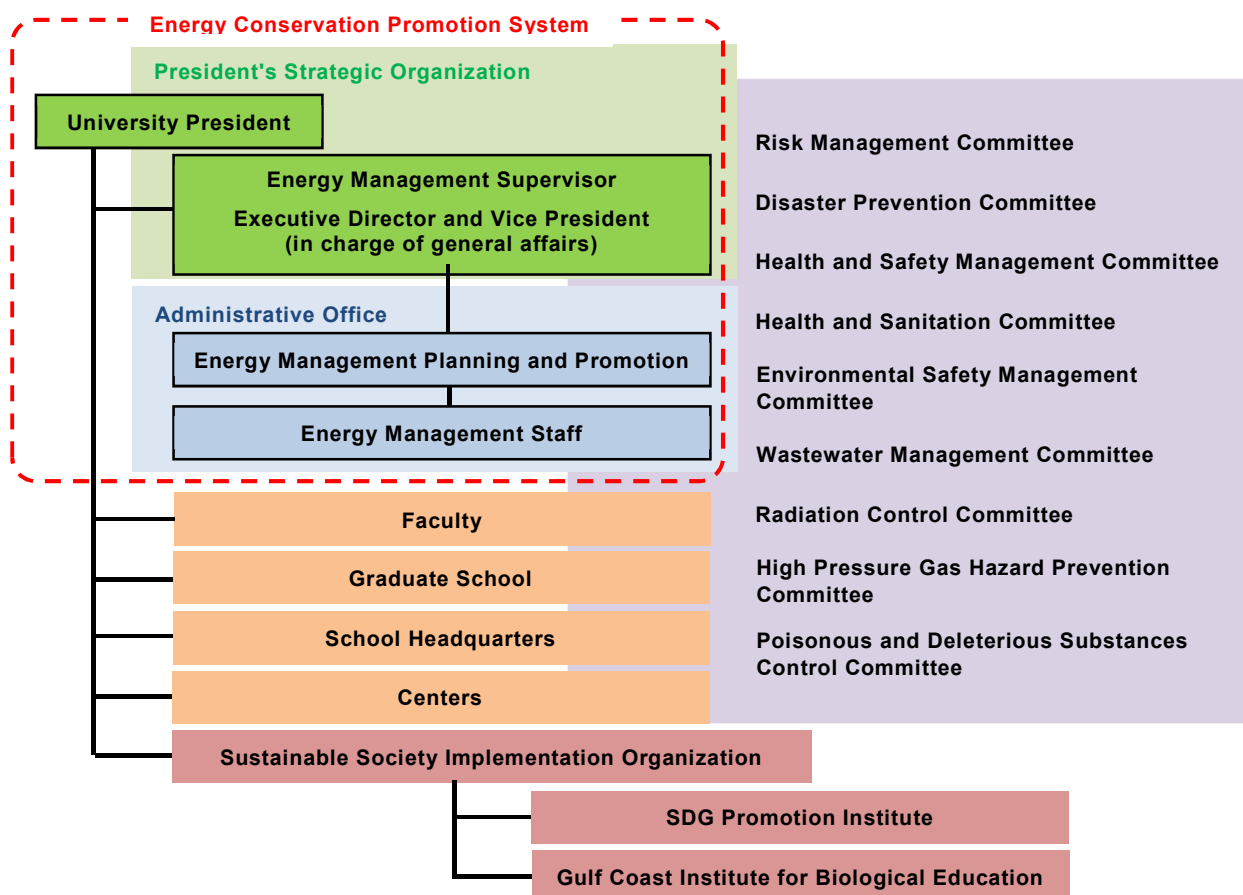 Energy Conservation Promotion System
President's Strategic Organization
University President
Energy Management Supervisor
Executive Director and Vice President
(in charge of general affairs)
Administrative Office
Energy Management Planning and Promotion
Energy Management Staff
Faculty
Graduate School
School Headquarters
Centers
Sustainable Society Implementation Organization
SDG Promotion Institute
Gulf Coast Institute for Biological Education
Risk Management Committee
Disaster Prevention Committee
Health and Safety Management Committee
Health and Sanitation Committee
Environmental Safety Management
Committee
Wastewater Management Committee
Radiation Control Committee
High Pressure Gas Hazard Prevention
Committee
Poisonous and Deleterious Substances
Control Committee